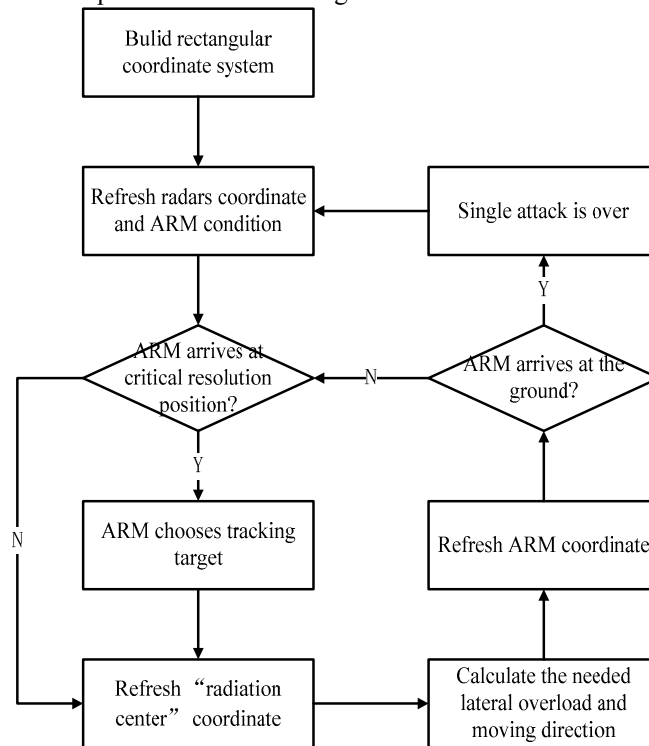 Bulid rectangular
coordinate system
Refresh radars coordinate
and ARM condition
Single attack is over
Y
ARM arrives at
critical resolution
position?
N
ARM arrives at the
ground?
Y
N
ARM chooses tracking
target
Refresh ARM coordinate
Refresh “radiation
center” coordinate
Calculate the needed
lateral overload and
moving direction